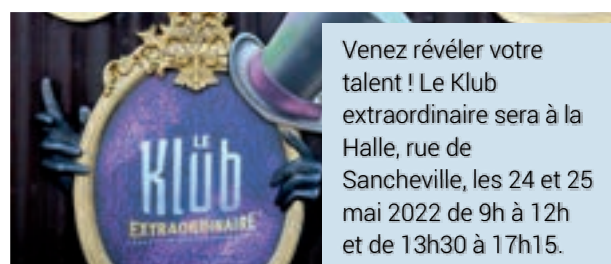 LE
Klüb
EXTRAORDINAIRE
Venez révéler votre
talent ! Le Klub
extraordinaire sera à la
Halle, rue de
Sancheville, les 24 et 25
mai 2022 de 9h à 12h
et de 13h30 à 17h15.